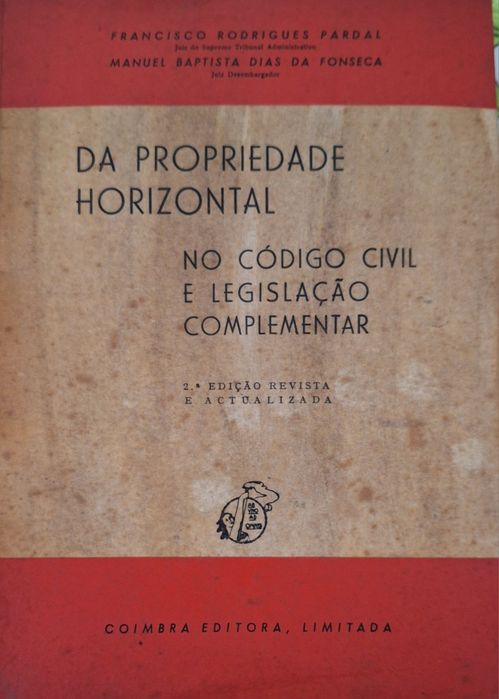 FRANCISCO RODRIGUES PARDAL
Juiz do Supremo Tribunal Administrativo
MANUEL BAPTISTA DIAS DA FONSECA
Juiz Desembargador
DA PROPRIEDADE
HORIZONTAL
NO CÓDIGO CIVIL
E LEGISLAÇÃO
COMPLEMENTAR
2.ª EDIÇÃO REVISTA
E ACTUALIZADA
COIMBRA EDITORA, LIMITADA